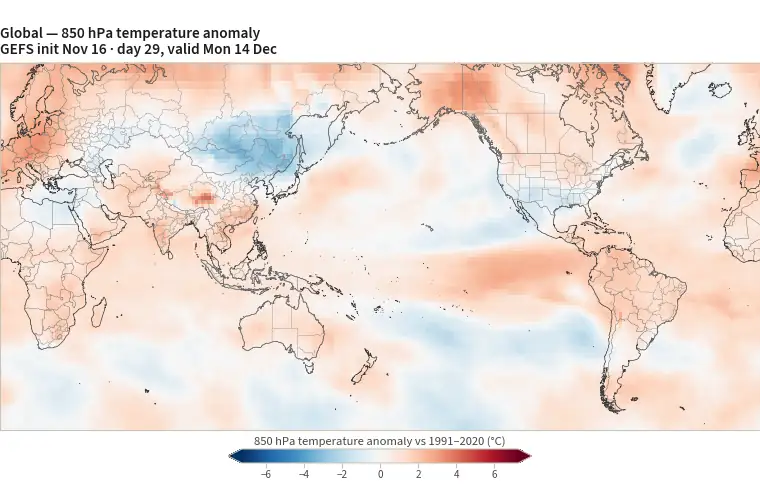 Global — 850 hPa temperature anomaly
GEFS init Nov 16 · day 29, valid Mon 14 Dec
850 hPa temperature anomaly vs 1991–2020 (°C)
−6 −4 −2 0 2 4 6